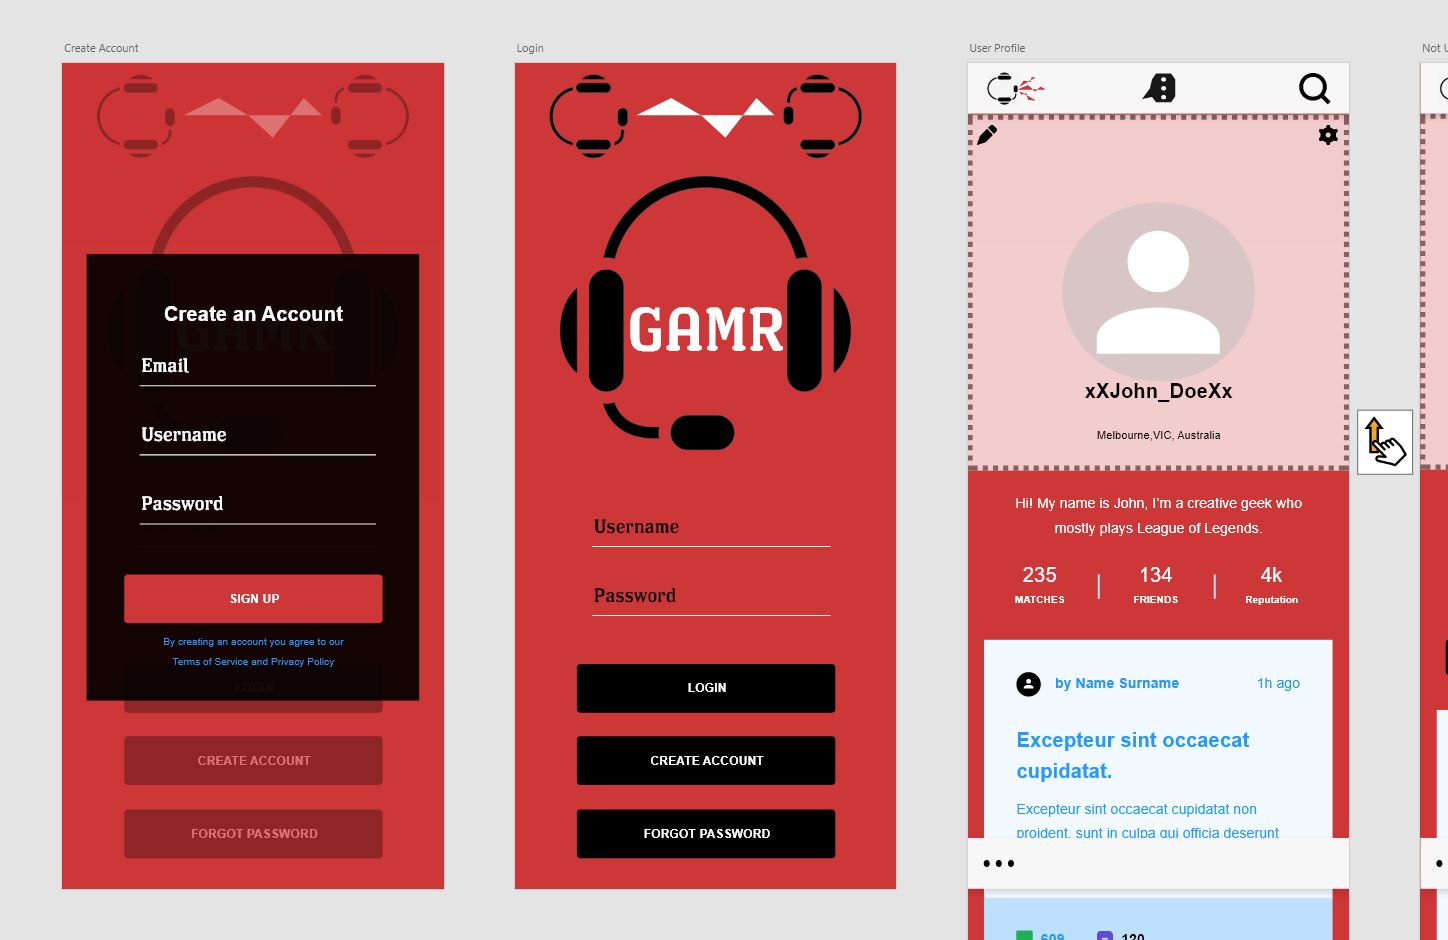 Create Account
Login
User Profile
Create an Account
GAMR
Email
Username
Password
SIGN UP
By creating an account you agree to our
Terms of Service and Privacy Policy
LOGIN
CREATE ACCOUNT
FORGOT PASSWORD
GAMR
Username
Password
LOGIN
CREATE ACCOUNT
FORGOT PASSWORD
xXJohn_DoeXx
Melbourne,VIC, Australia
Hi! My name is John, I'm a creative geek who
mostly plays League of Legends.
235 134 4k
MATCHES FRIENDS Reputation
by Name Surname 1h ago
Excepteur sint occaecat
cupidatat.
Excepteur sint occaecat cupidatat non
proident, sunt in culpa qui officia deserunt
609 120
Not